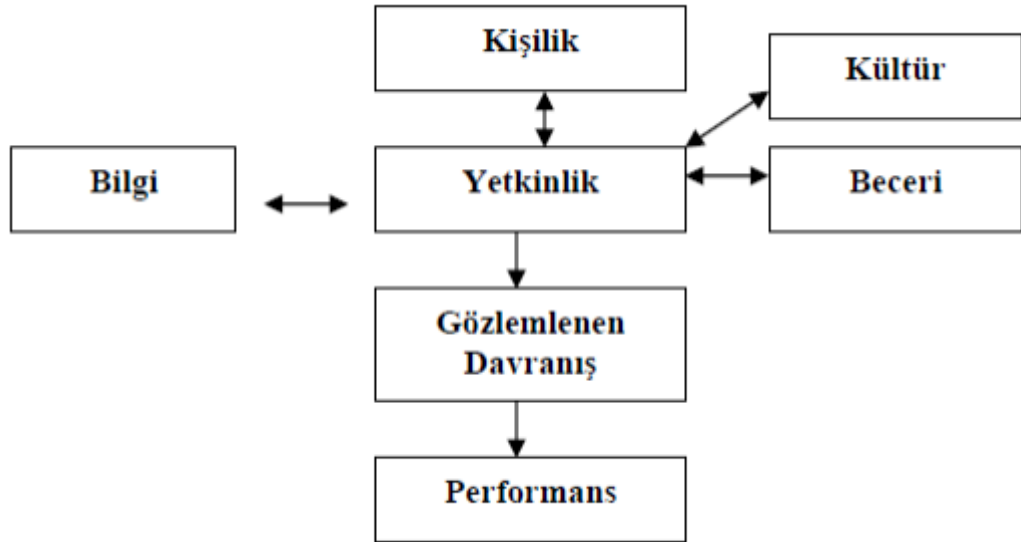 Kişilik
Kültür
Bilgi
Yetkinlik
Beceri
Gözlemlenen
Davranış
Performans